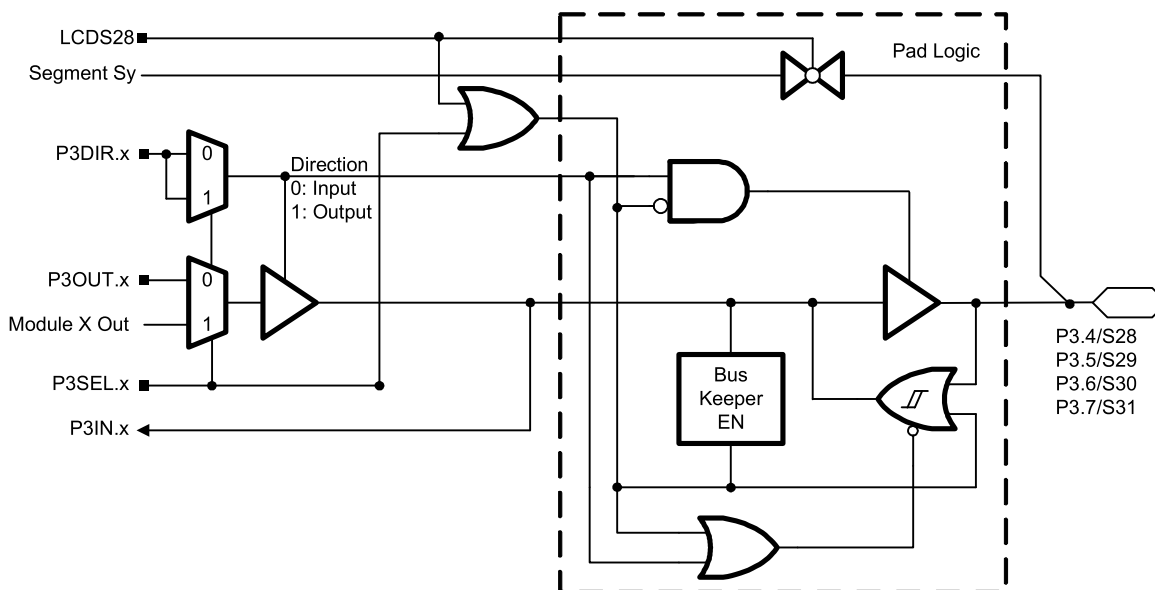 LCDS28
Segment Sy
Pad Logic
P3DIR.x
0
1
Direction
0: Input
1: Output
P3OUT.x
0
Module X Out
1
P3SEL.x
P3IN.x
Bus
Keeper
EN
P3.4/S28
P3.5/S29
P3.6/S30
P3.7/S31